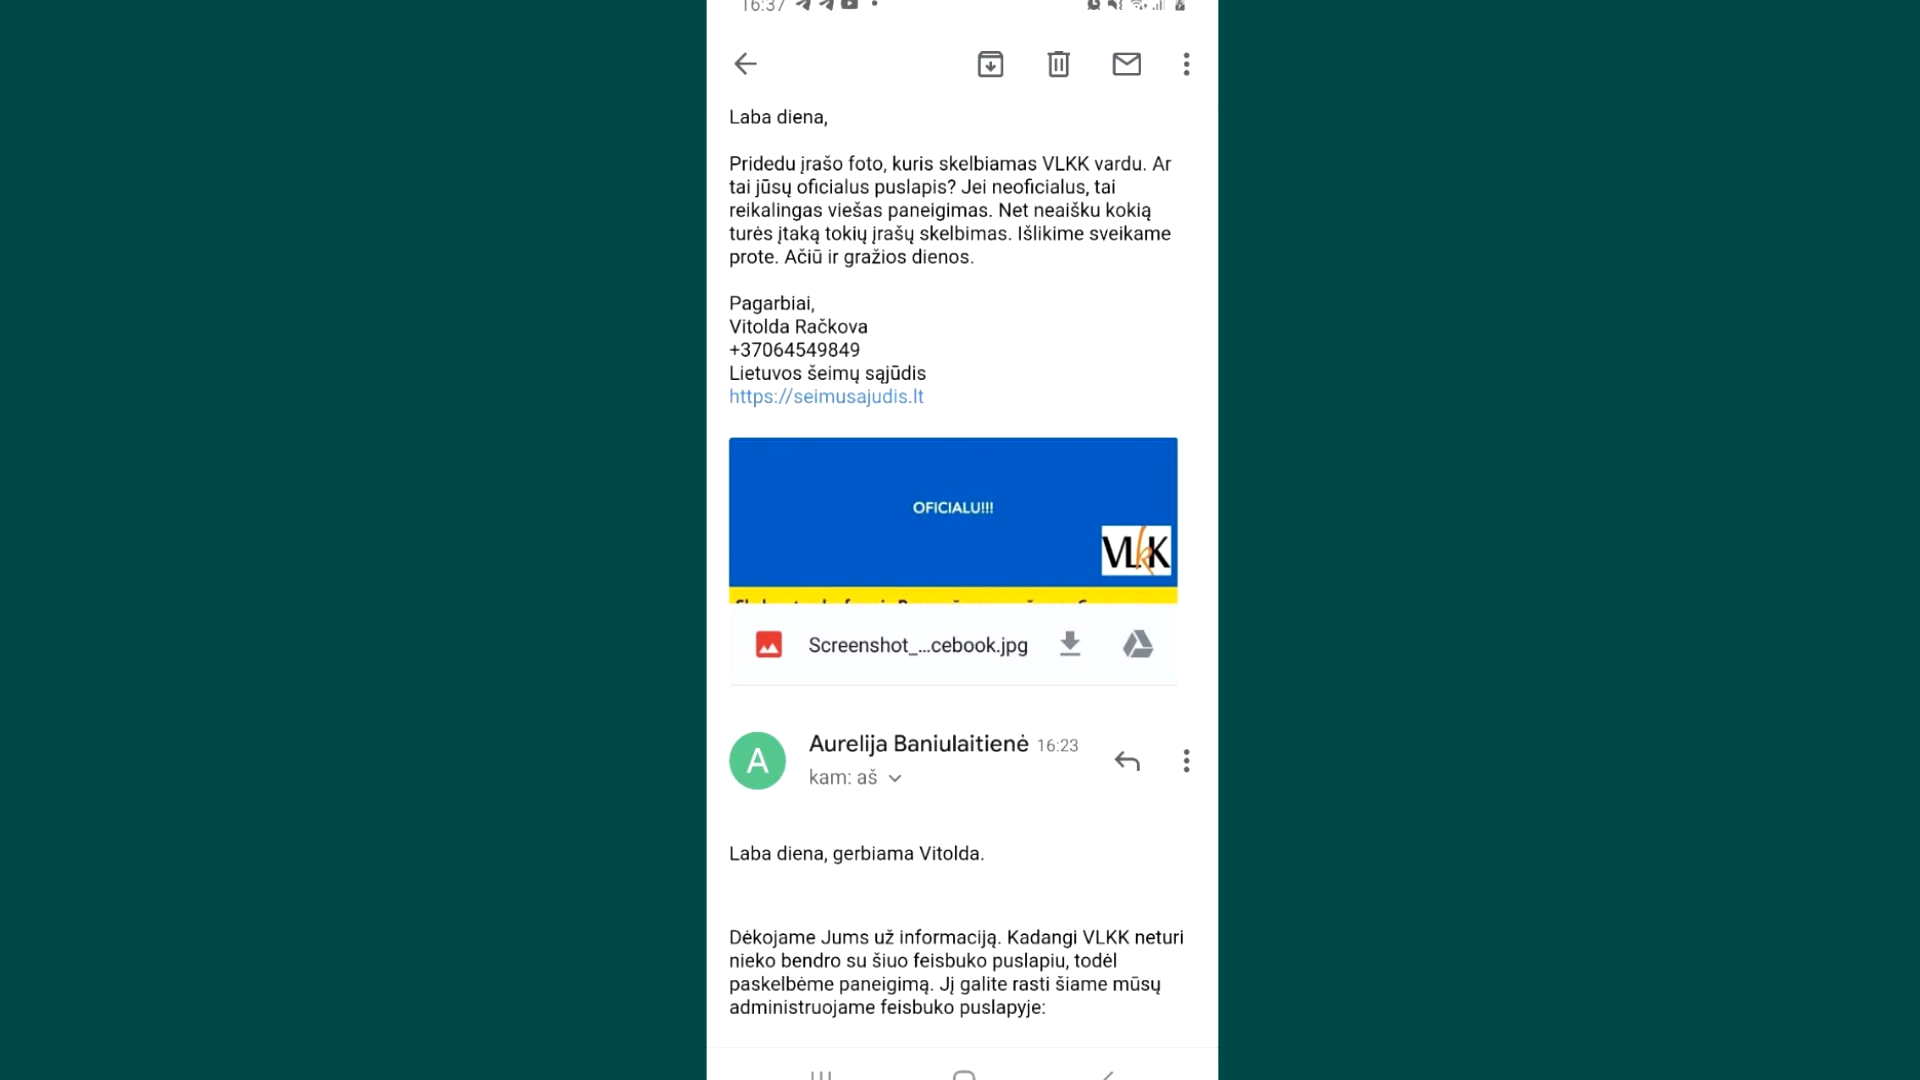 16:37
Laba diena,
Pridedu įrašo foto, kuris skelbiamas VLKK vardu. Ar
tai jūsų oficialus puslapis? Jei neoficialus, tai
reikalingas viešas paneigimas. Net neaišku kokią
turės įtaką tokių įrašų skelbimas. Išlikime sveikame
prote. Ačiū ir gražios dienos.
Pagarbiai,
Vitolda Račkova
+37064549849
Lietuvos šeimų sąjūdis
https://seimusajudis.lt
OFICIALU!!!
VLKK
Screenshot_...cebook.jpg
A
Aurelija Baniulaitienė 16:23
kam: aš
Laba diena, gerbiama Vitolda.
Dėkojame Jums už informaciją. Kadangi VLKK neturi
nieko bendro su šiuo feisbuko puslapiu, todėl
paskelbėme paneigimą. Jį galite rasti šiame mūsų
administruojame feisbuko puslapyje: